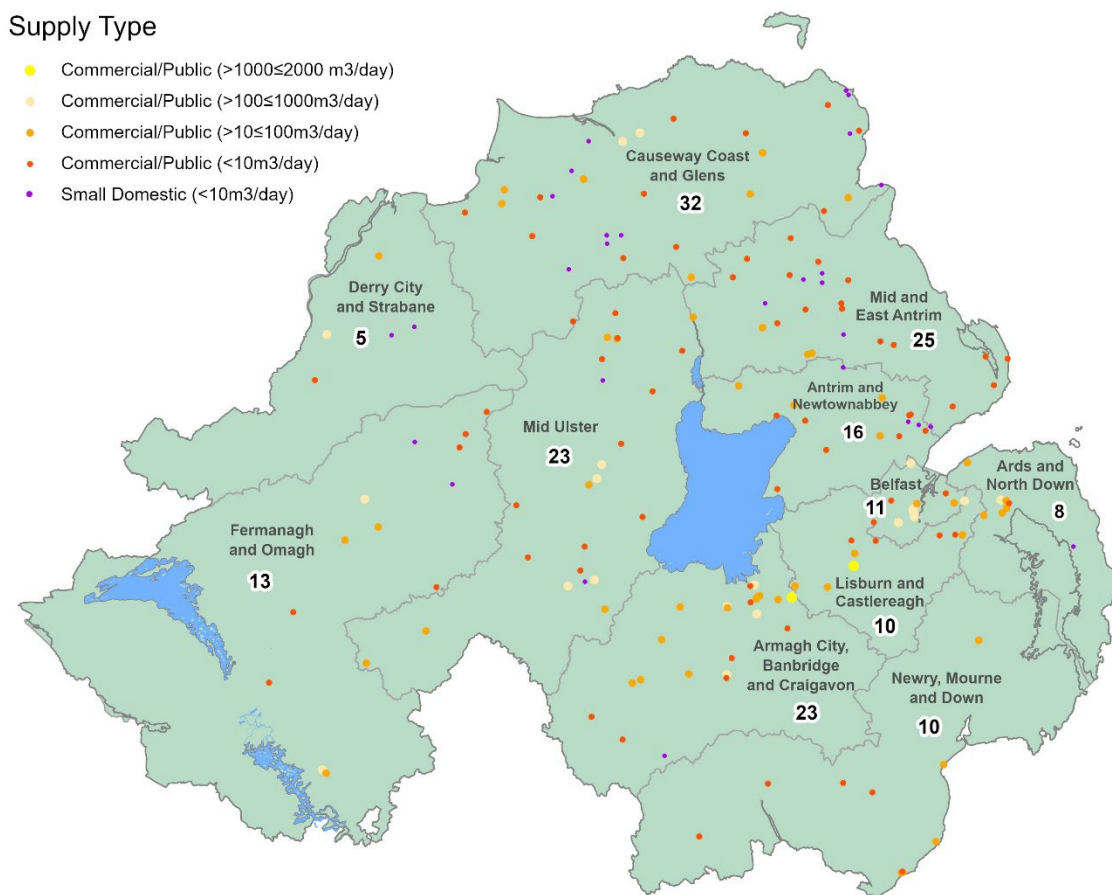 Supply Type
Commercial/Public (>1000≤2000 m3/day)
Commercial/Public (>100≤1000m3/day)
Commercial/Public (>10≤100m3/day)
Commercial/Public (<10m3/day)
Small Domestic (<10m3/day)
Causeway Coast
and Glens
32
Derry City
and Strabane
5
Mid and
East Antrim
25
Antrim and
Newtownabbey
16
Mid Ulster
23
Belfast
11
Ards and
North Down
8
Fermanagh
and Omagh
13
Lisburn and
Castlereagh
10
Armagh City,
Banbridge
and Craigavon
23
Newry, Mourne
and Down
10